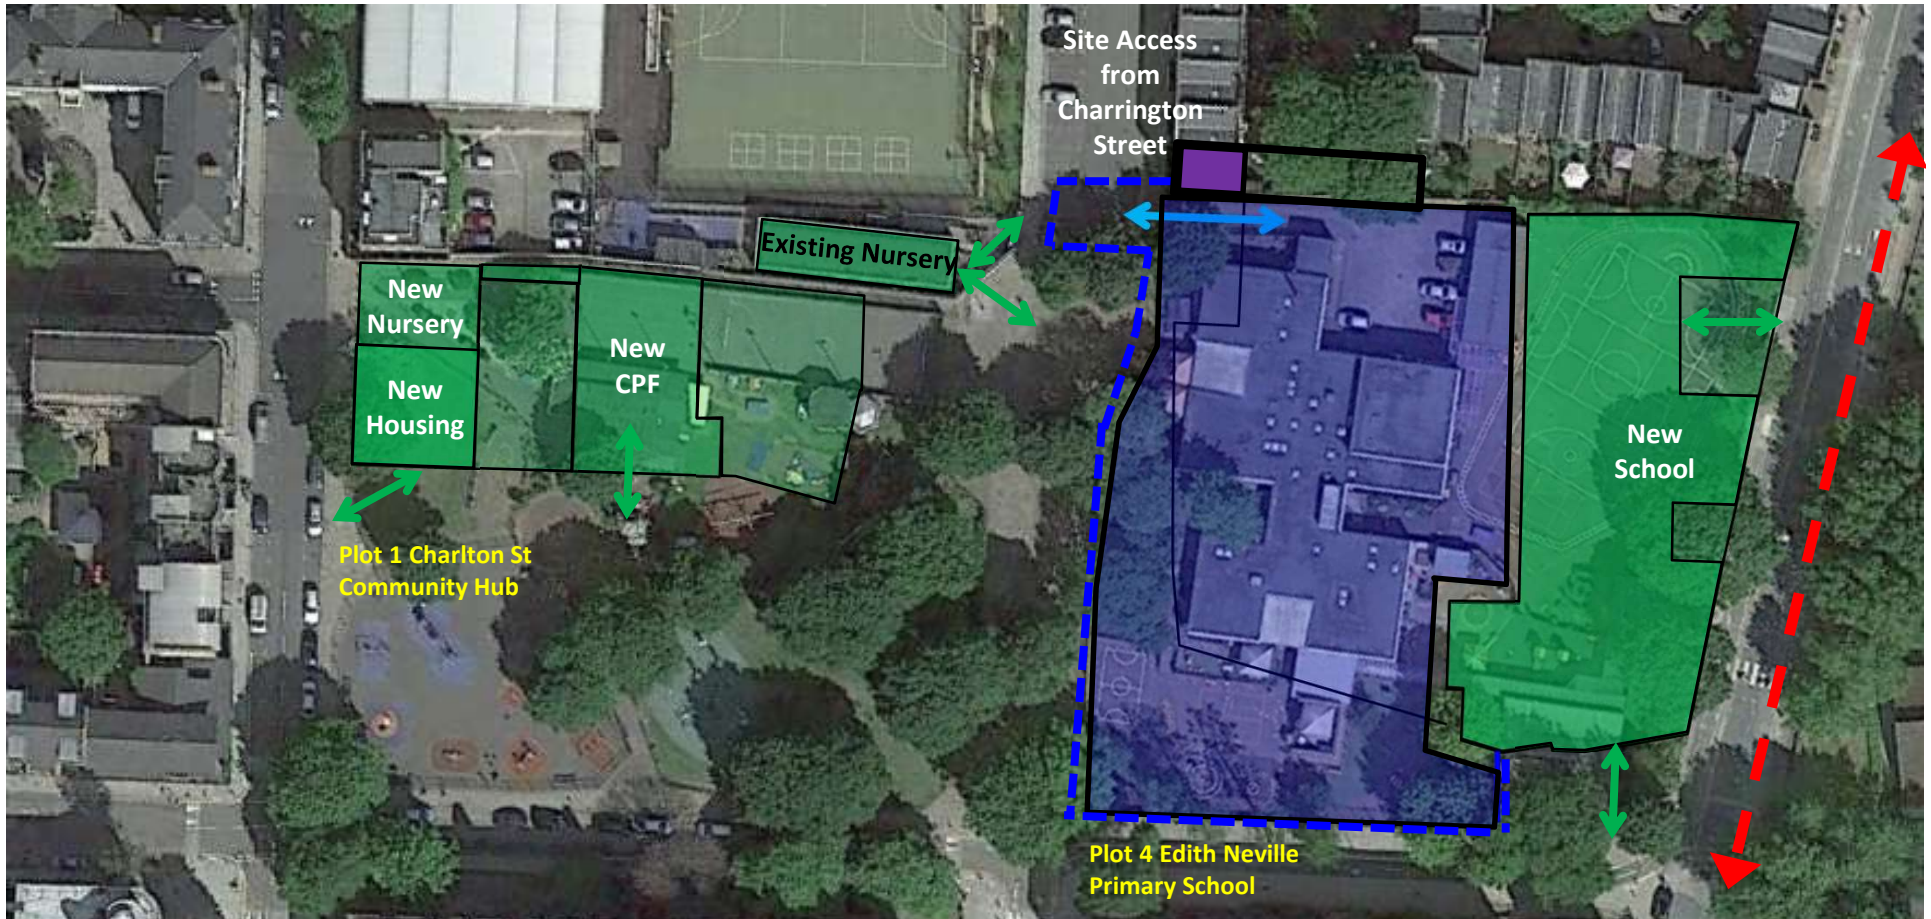 Site Access
from
Charrington
Street
Existing Nursery
New
Nursery
New
Housing
New
CPF
New
School
Plot 1 Charlton St
Community Hub
Plot 4 Edith Neville
Primary School